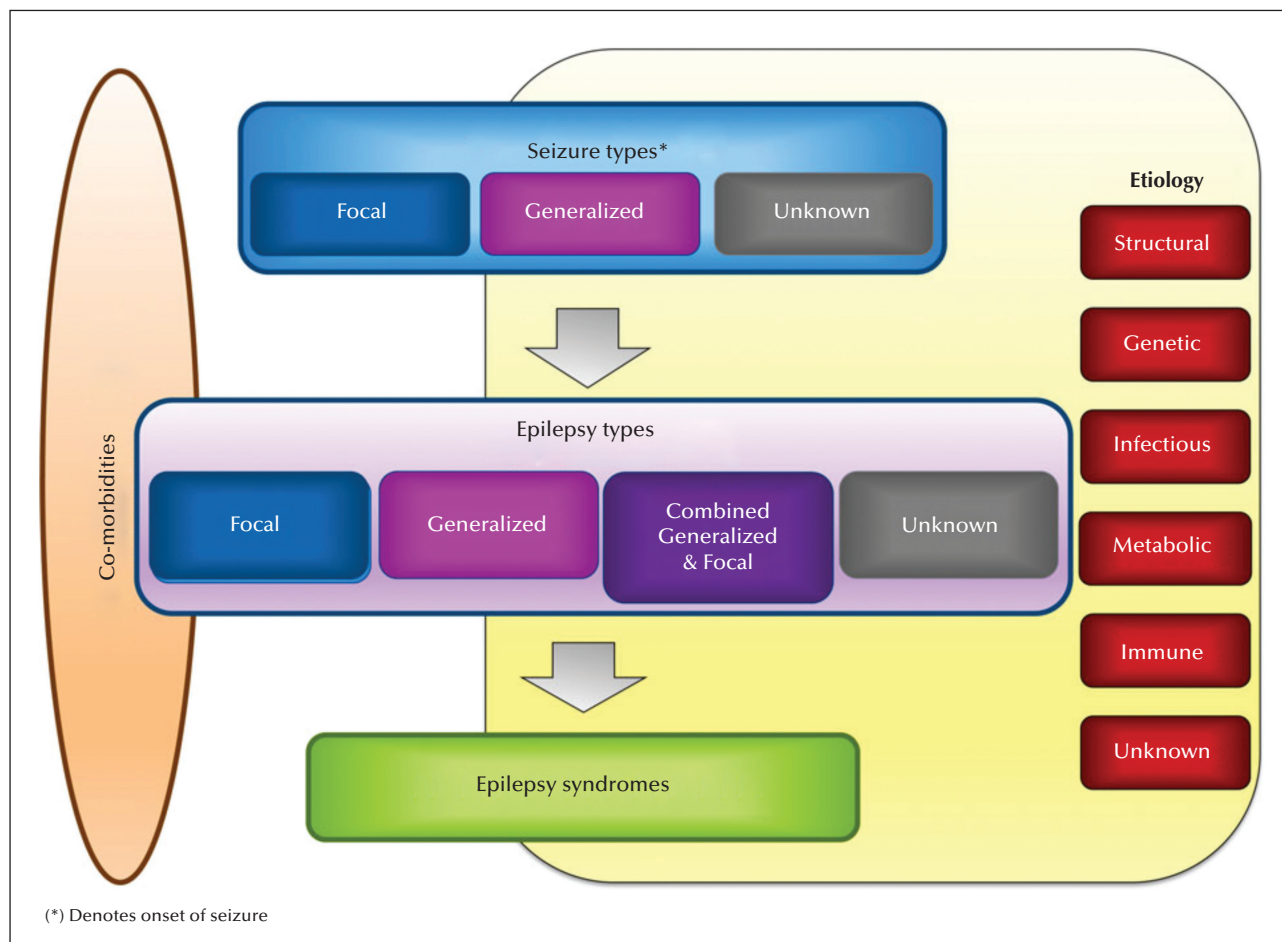 Seizure types*
Focal
Generalized
Unknown
Etiology
Structural
Genetic
Infectious
Metabolic
Immune
Unknown
Co-morbidities
Epilepsy types
Focal
Generalized
Combined
Generalized
& Focal
Unknown
Epilepsy syndromes
(*) Denotes onset of seizure